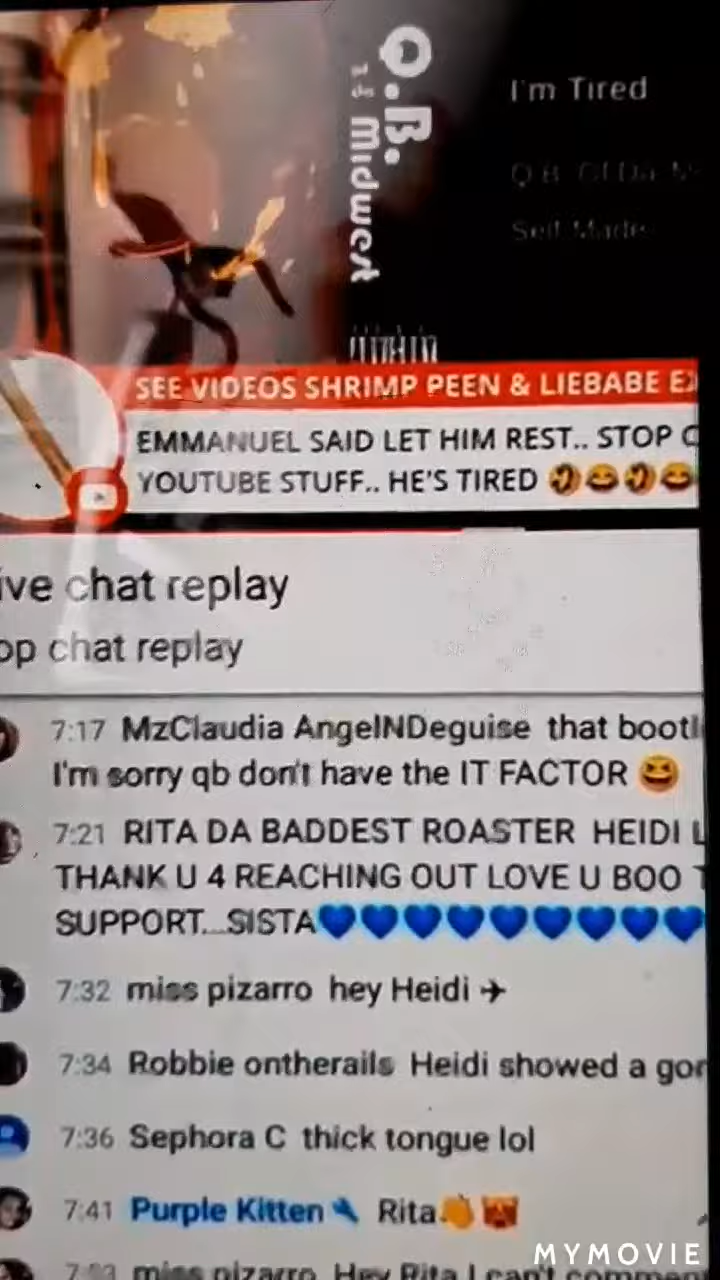 Q.B.
Midwest
I'm Tired
Q.B. Of Da
Self Made
SEE VIDEOS SHRIMP PEEN & LIEBABE
EMMANUEL SAID LET HIM REST.. STOP
YOUTUBE STUFF.. HE'S TIRED 🤣😂🤣😂
ive chat replay
op chat replay
7:17 MzClaudia AngelNDeguise that bootl
I'm sorry qb don't have the IT FACTOR 😆
7:21 RITA DA BADDEST ROASTER HEIDI L
THANK U 4 REACHING OUT LOVE U BOO T
SUPPORT...SISTA💙💙💙💙💙💙💙💙💙
7:32 miss pizarro hey Heidi ✈
7:34 Robbie ontherails Heidi showed a gor
7:36 Sephora C thick tongue lol
7:41 Purple Kitten 🔧 Rita👏😻
miss pizarro Hey Rita I can't comment
MYMOVIE